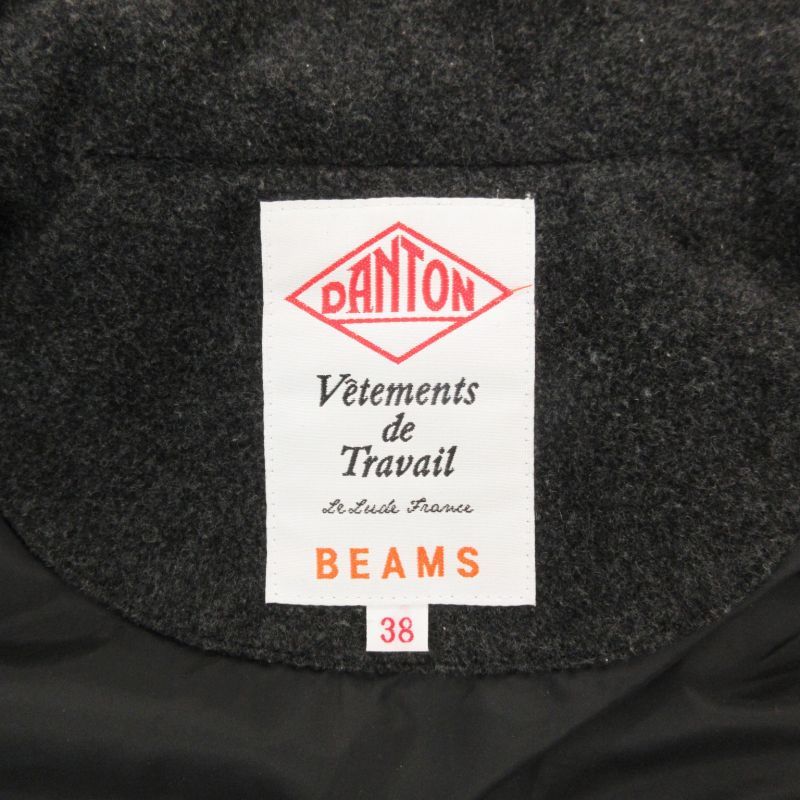 DANTON
Vêtements
de
Travail
Le Lude France
BEAMS
38